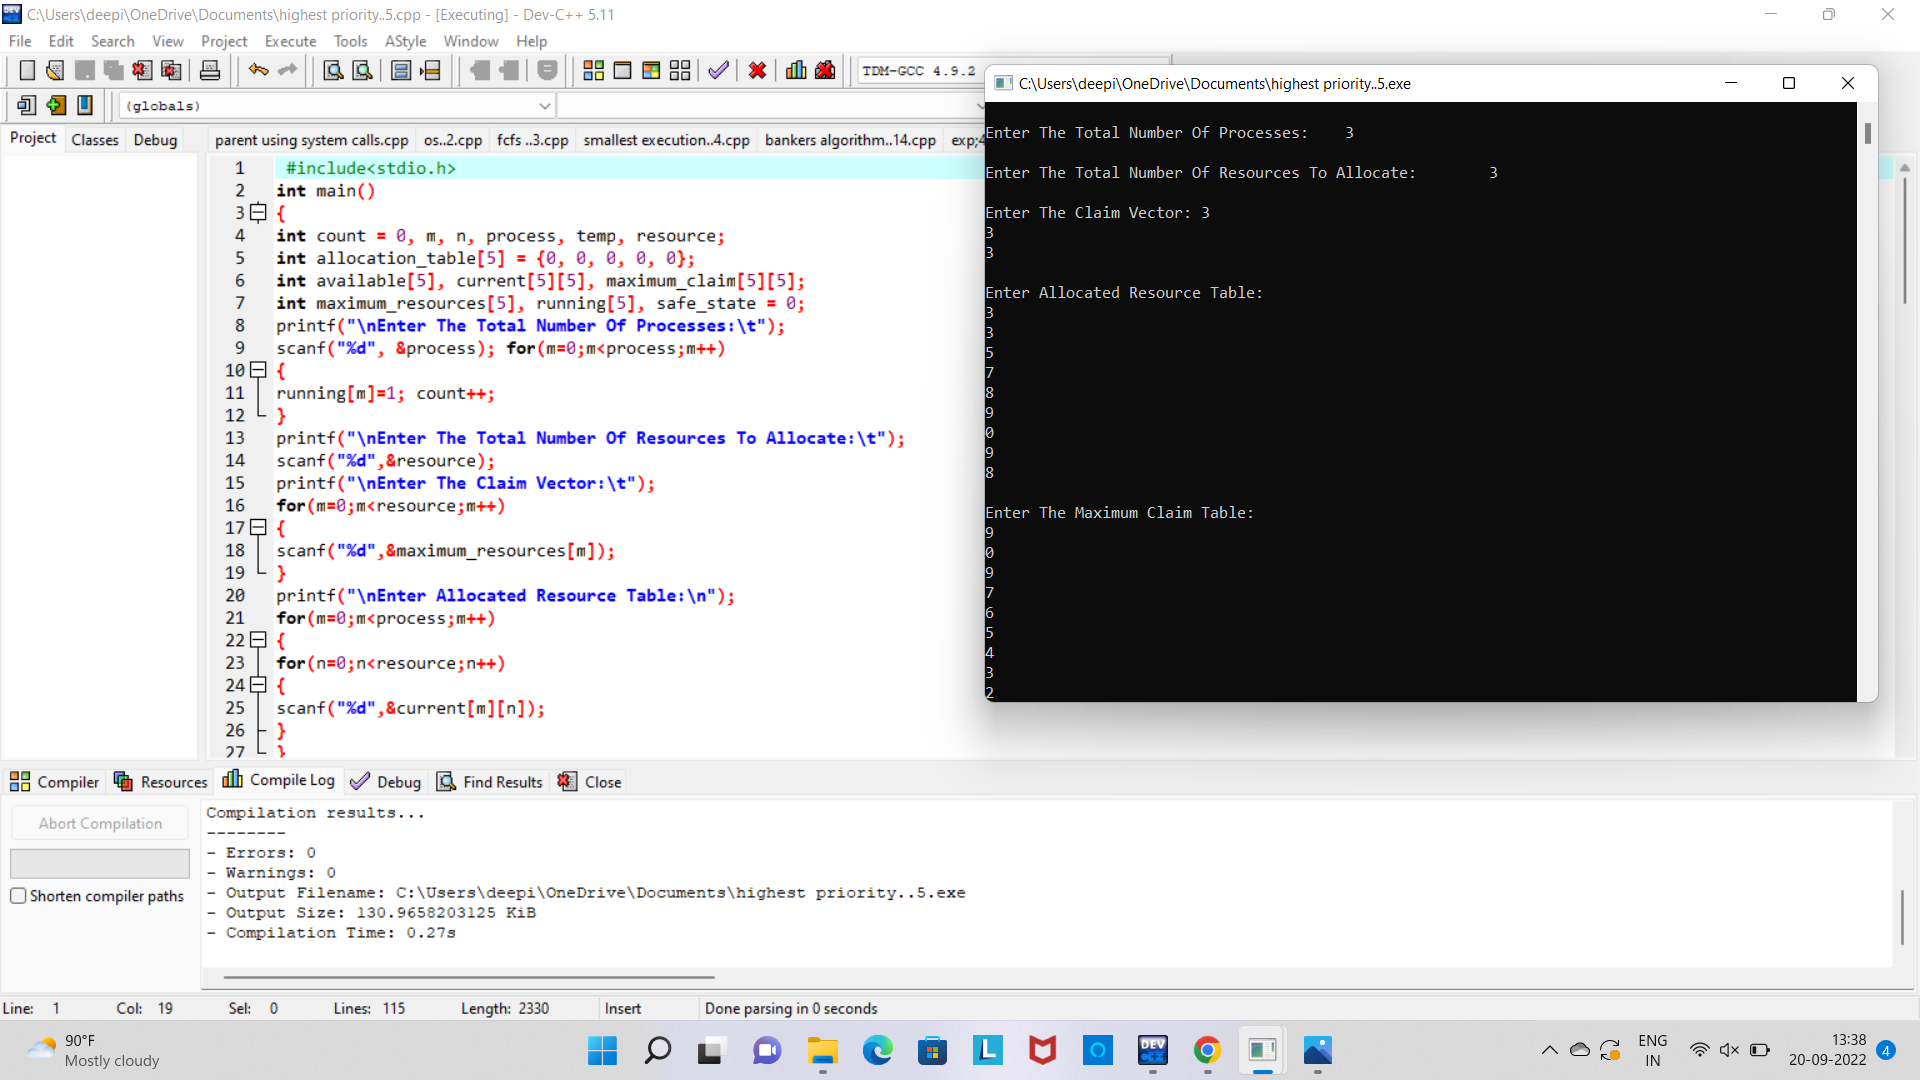 C:\Users\deepi\OneDrive\Documents\highest priority..5.cpp - [Executing] - Dev-C++ 5.11
File Edit Search View Project Execute Tools AStyle Window Help
TDM-GCC 4.9.2
(globals)
Project Classes Debug
parent using system calls.cpp os..2.cpp fcfs ..3.cpp smallest execution..4.cpp bankers algorithm..14.cpp exp;4
1 #include<stdio.h>
2 int main()
3 {
4 int count = 0, m, n, process, temp, resource;
5 int allocation_table[5] = {0, 0, 0, 0, 0};
6 int available[5], current[5][5], maximum_claim[5][5];
7 int maximum_resources[5], running[5], safe_state = 0;
8 printf("\nEnter The Total Number Of Processes:\t");
9 scanf("%d", &process); for(m=0;m<process;m++)
10 {
11 running[m]=1; count++;
12 }
13 printf("\nEnter The Total Number Of Resources To Allocate:\t");
14 scanf("%d",&resource);
15 printf("\nEnter The Claim Vector:\t");
16 for(m=0;m<resource;m++)
17 {
18 scanf("%d",&maximum_resources[m]);
19 }
20 printf("\nEnter Allocated Resource Table:\n");
21 for(m=0;m<process;m++)
22 {
23 for(n=0;n<resource;n++)
24 {
25 scanf("%d",&current[m][n]);
26 }
27 }
C:\Users\deepi\OneDrive\Documents\highest priority..5.exe
Enter The Total Number Of Processes: 3
Enter The Total Number Of Resources To Allocate: 3
Enter The Claim Vector: 3
3
3
Enter Allocated Resource Table:
3
3
5
7
8
9
0
9
8
Enter The Maximum Claim Table:
9
0
9
7
6
5
4
3
2
Compiler Resources Compile Log Debug Find Results Close
Abort Compilation
Shorten compiler paths
Compilation results...
--------
- Errors: 0
- Warnings: 0
- Output Filename: C:\Users\deepi\OneDrive\Documents\highest priority..5.exe
- Output Size: 130.9658203125 KiB
- Compilation Time: 0.27s
Line: 1 Col: 19 Sel: 0 Lines: 115 Length: 2330 Insert Done parsing in 0 seconds
90°F
Mostly cloudy
L
DEV
C++
ENG
IN
13:38
20-09-2022
4